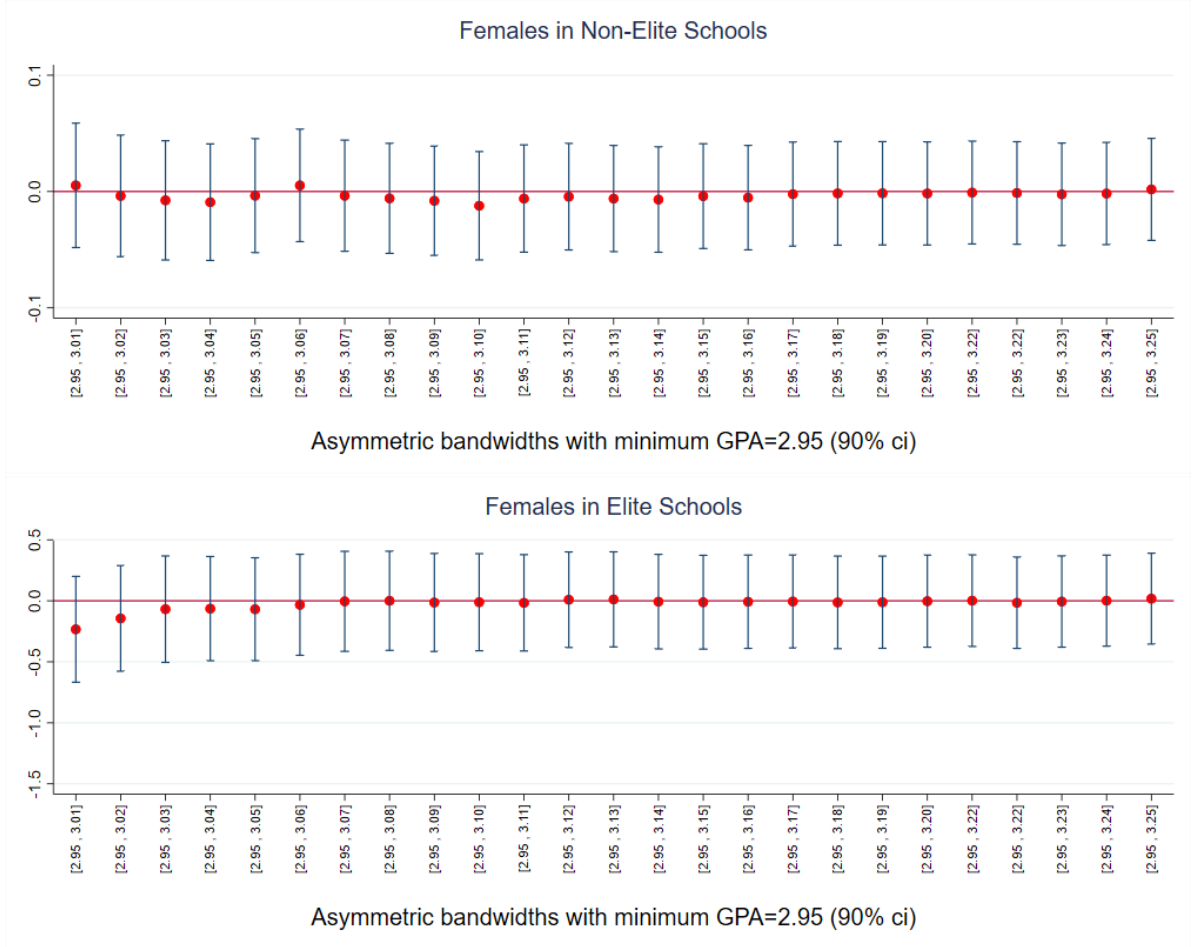 Females in Non-Elite Schools
0.1
0.0
-0.1
[2.95 , 3.01]
[2.95 , 3.02]
[2.95 , 3.03]
[2.95 , 3.04]
[2.95 , 3.05]
[2.95 , 3.06]
[2.95 , 3.07]
[2.95 , 3.08]
[2.95 , 3.09]
[2.95 , 3.10]
[2.95 , 3.11]
[2.95 , 3.12]
[2.95 , 3.13]
[2.95 , 3.14]
[2.95 , 3.15]
[2.95 , 3.16]
[2.95 , 3.17]
[2.95 , 3.18]
[2.95 , 3.19]
[2.95 , 3.20]
[2.95 , 3.22]
[2.95 , 3.22]
[2.95 , 3.23]
[2.95 , 3.24]
[2.95 , 3.25]
Asymmetric bandwidths with minimum GPA=2.95 (90% ci)
Females in Elite Schools
0.5
0.0
-0.5
-1.0
-1.5
[2.95 , 3.01]
[2.95 , 3.02]
[2.95 , 3.03]
[2.95 , 3.04]
[2.95 , 3.05]
[2.95 , 3.06]
[2.95 , 3.07]
[2.95 , 3.08]
[2.95 , 3.09]
[2.95 , 3.10]
[2.95 , 3.11]
[2.95 , 3.12]
[2.95 , 3.13]
[2.95 , 3.14]
[2.95 , 3.15]
[2.95 , 3.16]
[2.95 , 3.17]
[2.95 , 3.18]
[2.95 , 3.19]
[2.95 , 3.20]
[2.95 , 3.22]
[2.95 , 3.22]
[2.95 , 3.23]
[2.95 , 3.24]
[2.95 , 3.25]
Asymmetric bandwidths with minimum GPA=2.95 (90% ci)